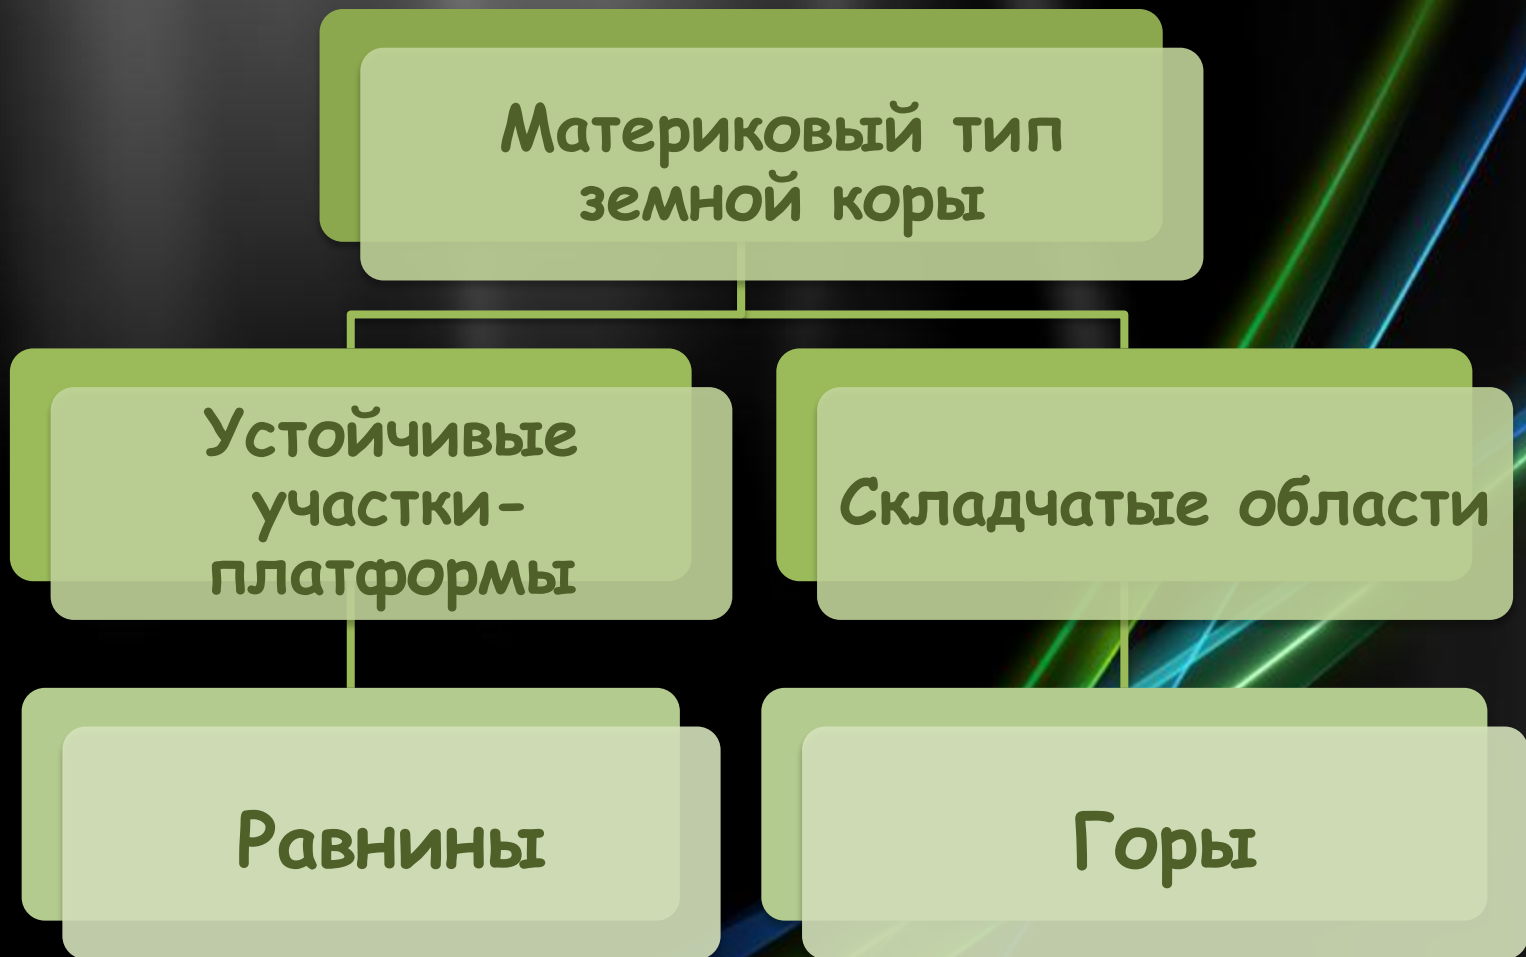 Материковый тип
земной коры
Устойчивые
участки-
платформы
Складчатые области
Равнины
Горы